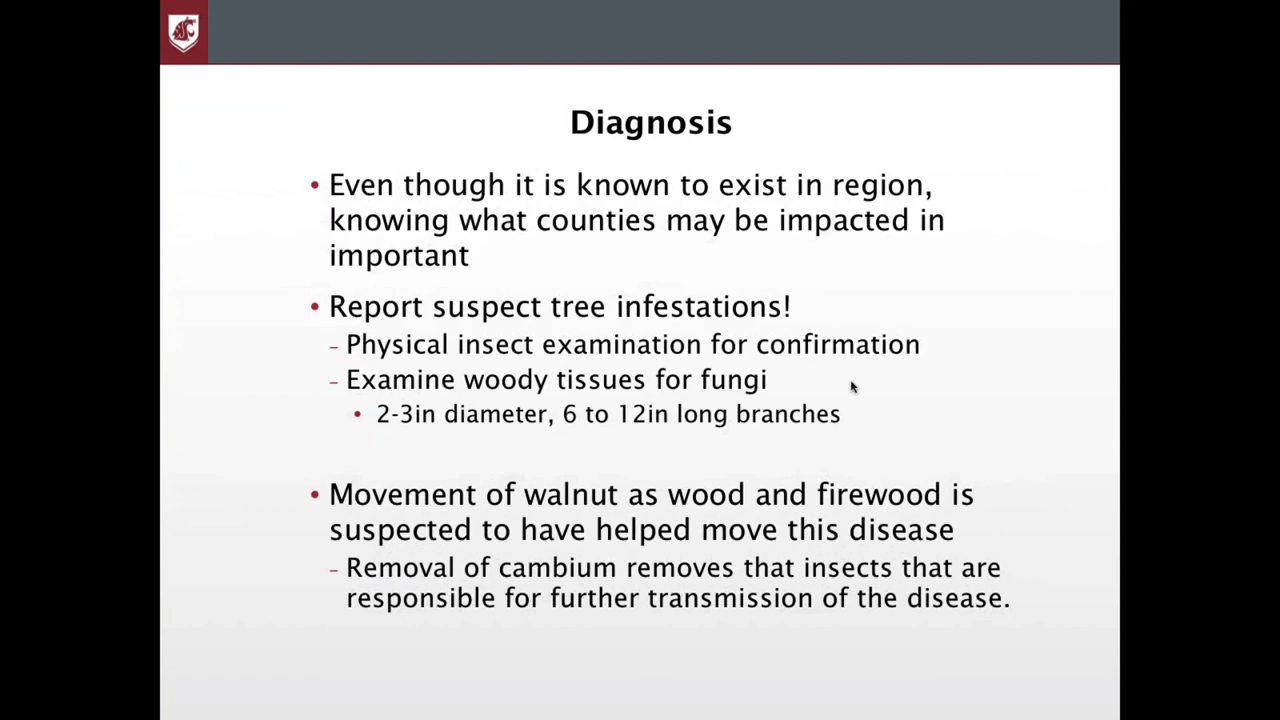 Diagnosis
• Even though it is known to exist in region,
knowing what counties may be impacted in
important
• Report suspect tree infestations!
– Physical insect examination for confirmation
– Examine woody tissues for fungi
• 2-3in diameter, 6 to 12in long branches
• Movement of walnut as wood and firewood is
suspected to have helped move this disease
– Removal of cambium removes that insects that are
responsible for further transmission of the disease.